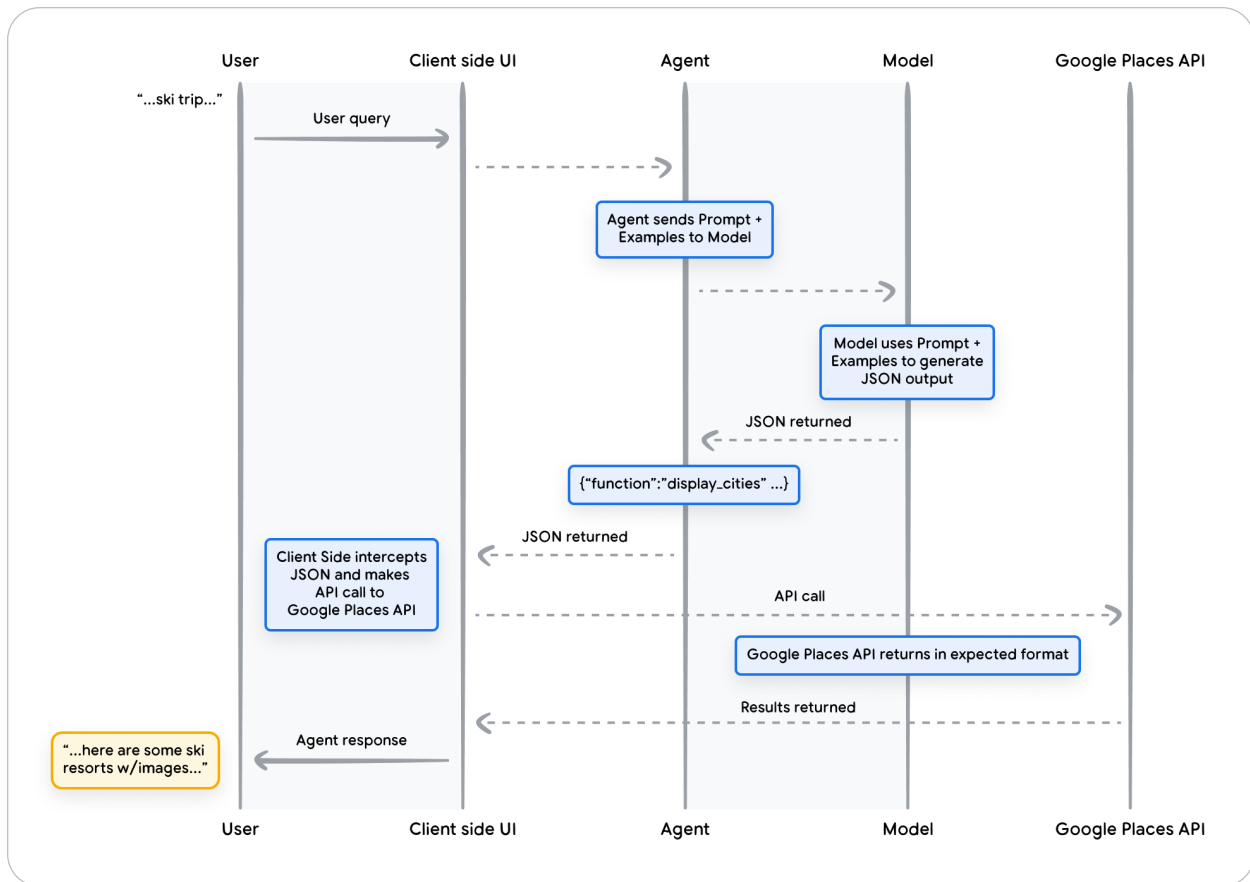 User
Client side UI
Agent
Model
Google Places API
“...ski trip...”
User query
Agent sends Prompt +
Examples to Model
Model uses Prompt +
Examples to generate
JSON output
JSON returned
{“function”:”display_cities” ...}
JSON returned
Client Side intercepts
JSON and makes
API call to
Google Places API
API call
Google Places API returns in expected format
Results returned
Agent response
“...here are some ski
resorts w/images...”
User
Client side UI
Agent
Model
Google Places API